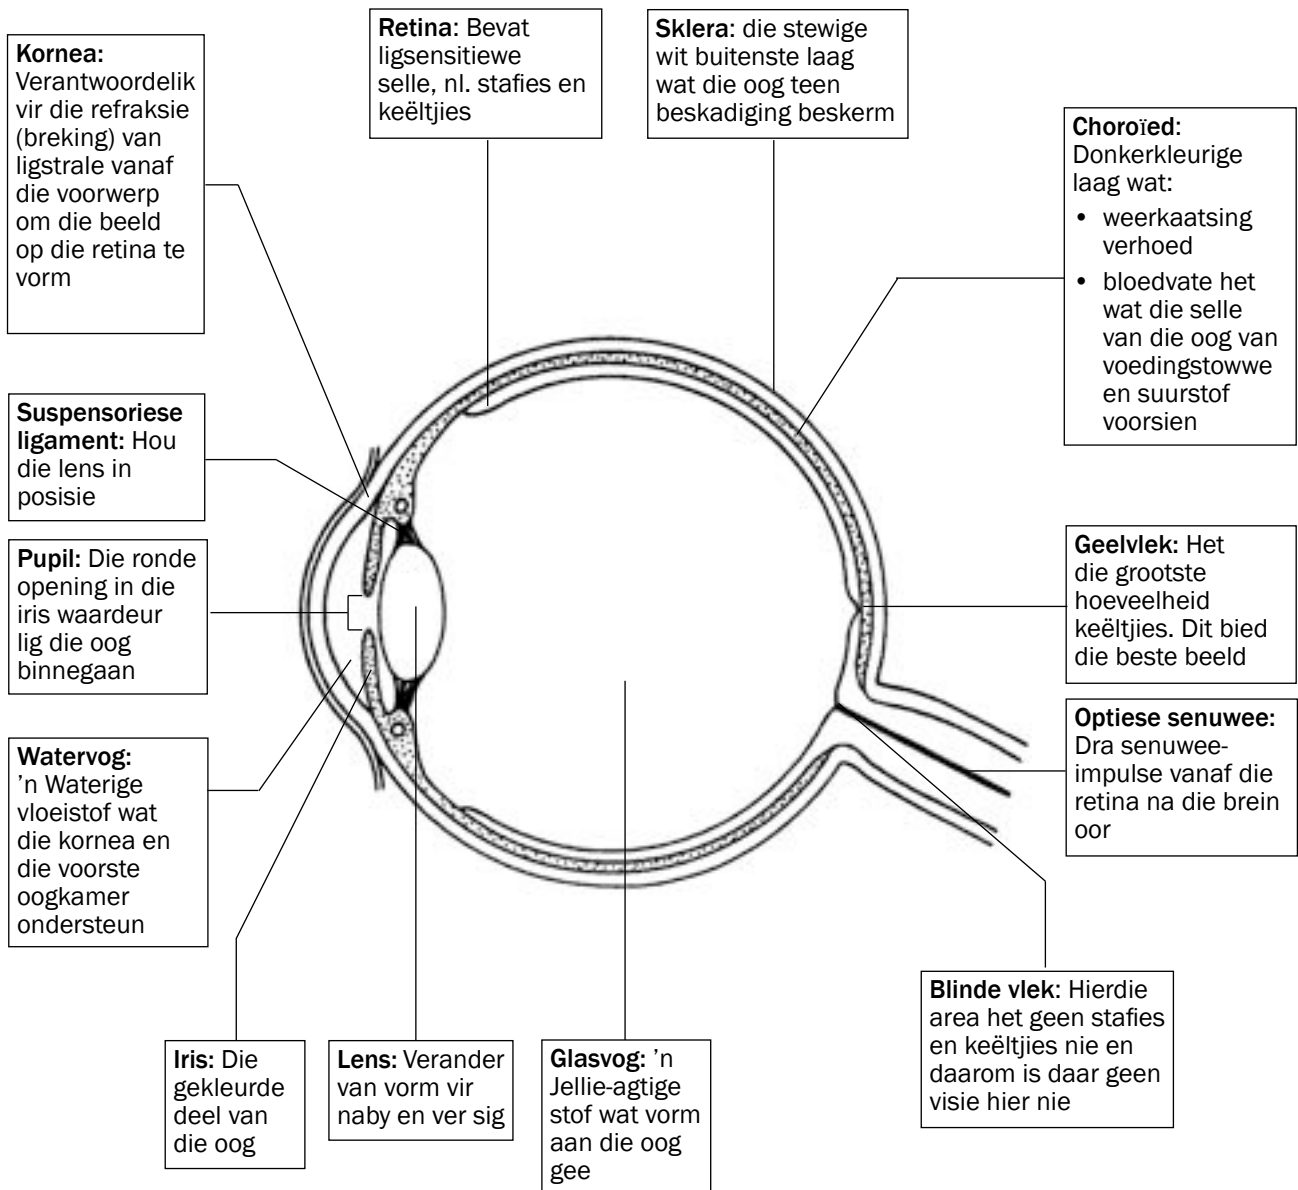 Kornea:
Verantwoordelik
vir die refraksie
(breking) van
ligstrale vanaf
die voorwerp
om die beeld
op die retina te
vorm
Retina: Bevat
ligsensitiewe
selle, nl. stafies en
keëltjies
Sklera: die stewige
wit buitenste laag
wat die oog teen
beskadiging beskerm
Choroïed:
Donkerkleurige
laag wat:
• weerkaatsing
verhoed
• bloedvate het
wat die selle
van die oog van
voedingstowwe
en suurstof
voorsien
Suspensoriese
ligament: Hou
die lens in
posisie
Pupil: Die ronde
opening in die
iris waardeur
lig die oog
binnegaan
Geelvlek: Het
die grootste
hoeveelheid
keëltjies. Dit bied
die beste beeld
Optiese senuwee:
Dra senuwee-
impulse vanaf die
retina na die brein
oor
Watervog:
'n Waterige
vloeistof wat
die kornea en
die voorste
oogkamer
ondersteun
Blinde vlek: Hierdie
area het geen stafies
en keëltjies nie en
daarom is daar geen
visie hier nie
Iris: Die
gekleurde
deel van
die oog
Lens: Verander
van vorm vir
naby en ver sig
Glasvog: 'n
Jellie-agtige
stof wat vorm
aan die oog
gee